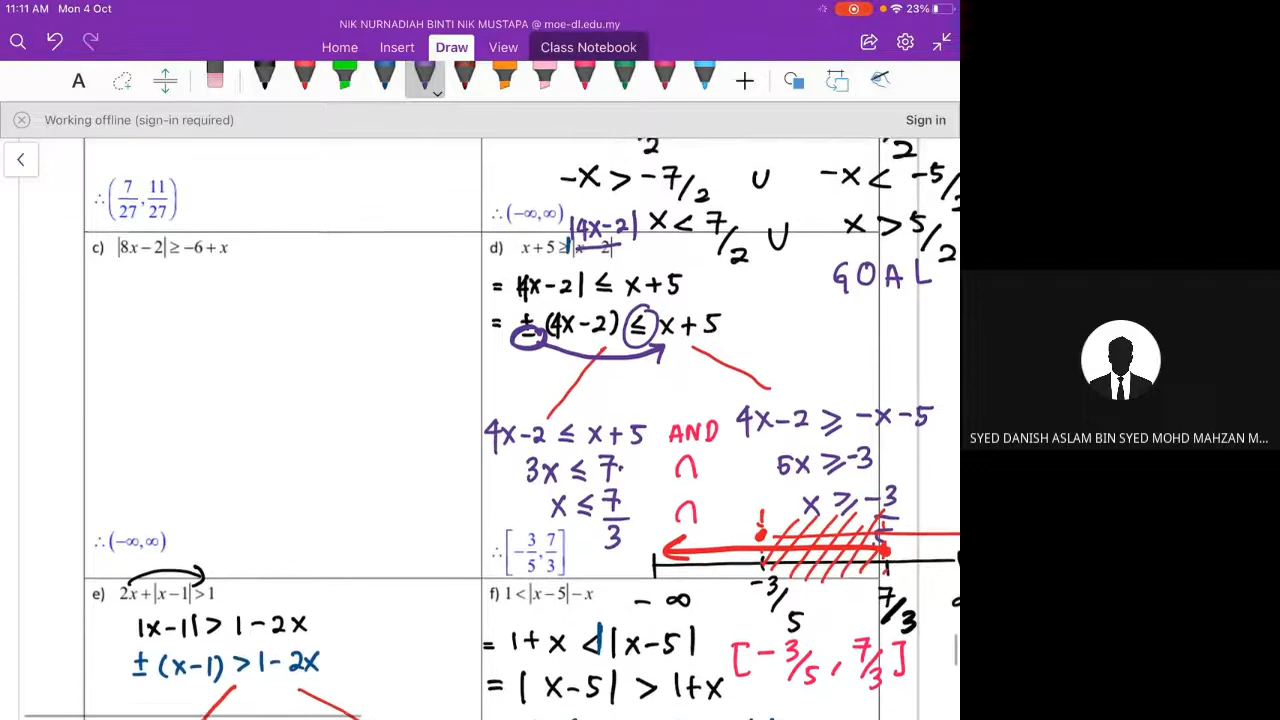 11:11 AM Mon 4 Oct
23%
NIK NURNADIAH BINTI NIK MUSTAPA @ moe-dl.edu.my
Home Insert Draw View Class Notebook
A
Working offline (sign-in required) Sign in
∴ (7/27, 11/27)
2
2
-x > -7/2 ∪ -x < -5/2
∴ (-∞,∞)
x < 7/2 ∪ x > 5/2
GOAL
c) |8x-2| ≥ -6+x
|4x-2|
d) x+5 ≥ |x-2|
= |4x-2| ≤ x+5
= ± (4x-2) ≤ x+5
4x-2 ≤ x+5 AND 4x-2 ≥ -x-5
3x ≤ 7 ∩ 5x ≥ -3
x ≤ 7/3 ∩ x ≥ -3/5
∴ (-∞,∞)
∴ [-3/5, 7/3]
-∞ -3/5 7/3
[-3/5, 7/3]
e) 2x+|x-1| > 1
|x-1| > 1-2x
± (x-1) > 1-2x
f) 1 < |x-5| - x
= 1+x < |x-5|
= |x-5| > 1+x
SYED DANISH ASLAM BIN SYED MOHD MAHZAN M...